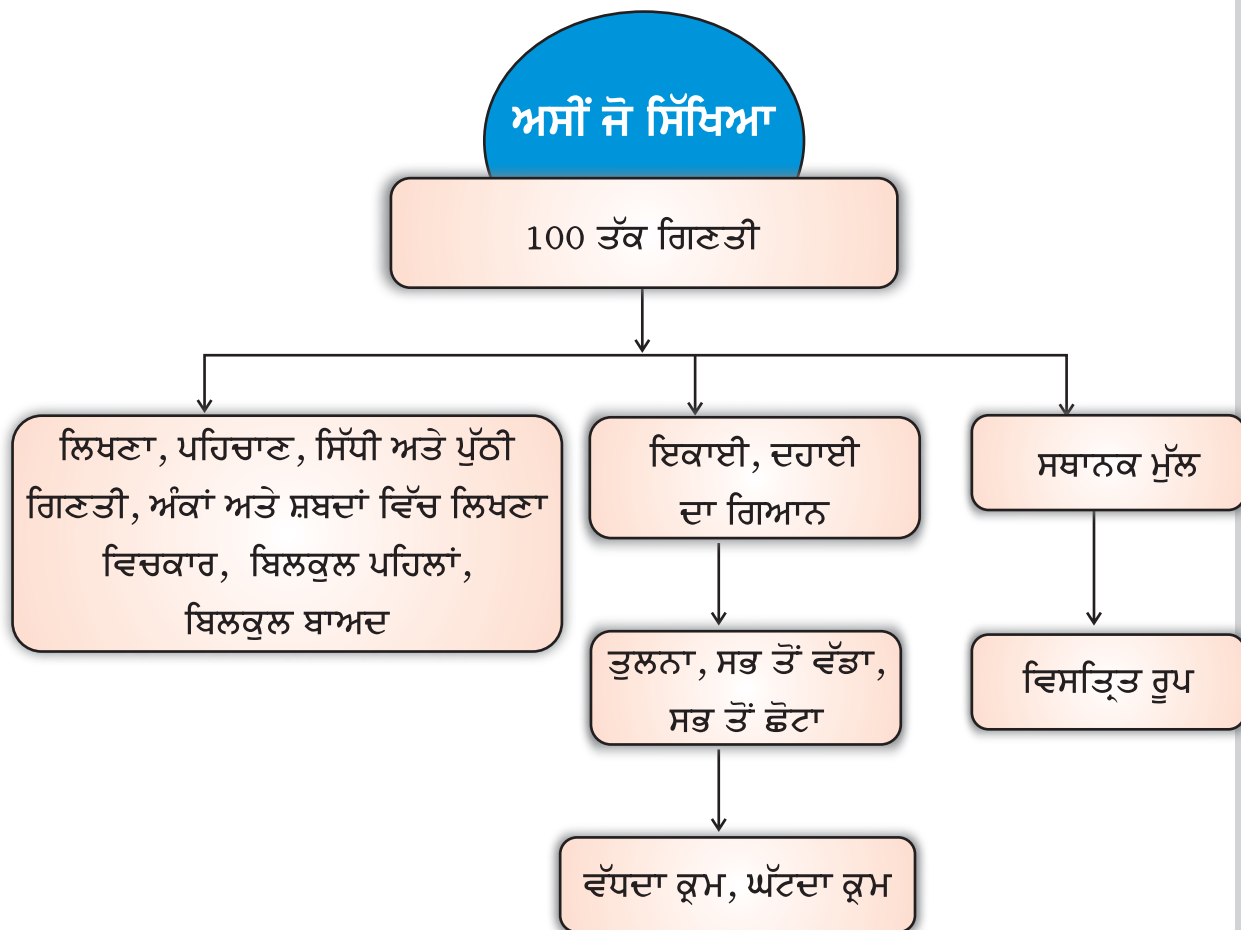 ਅਸੀਂ ਜੋ ਸਿੱਖਿਆ
100 ਤੱਕ ਗਿਣਤੀ
ਲਿਖਣਾ, ਪਹਿਚਾਣ, ਸਿੱਧੀ ਅਤੇ ਪੁੱਠੀ
ਗਿਣਤੀ, ਅੰਕਾਂ ਅਤੇ ਸ਼ਬਦਾਂ ਵਿੱਚ ਲਿਖਣਾ
ਵਿਚਕਾਰ, ਬਿਲਕੁਲ ਪਹਿਲਾਂ,
ਬਿਲਕੁਲ ਬਾਅਦ
ਇਕਾਈ, ਦਹਾਈ
ਦਾ ਗਿਆਨ
ਤੁਲਨਾ, ਸਭ ਤੋਂ ਵੱਡਾ,
ਸਭ ਤੋਂ ਛੋਟਾ
ਵੱਧਦਾ ਕ੍ਰਮ, ਘੱਟਦਾ ਕ੍ਰਮ
ਸਥਾਨਕ ਮੁੱਲ
ਵਿਸਤ੍ਰਿਤ ਰੂਪ